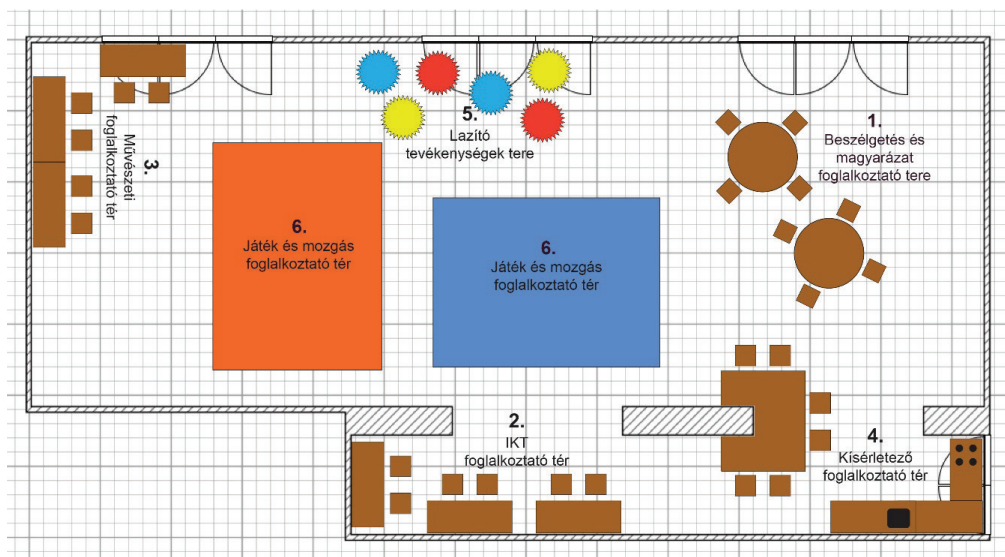 1.
Beszélgetés és
magyarázat
foglalkoztató tere
2.
IKT
foglalkoztató tér
3.
Művészeti
foglalkoztató tér
4.
Kísérletező
foglalkoztató tér
5.
Lazító
tevékenységek tere
6.
Játék és mozgás
foglalkoztató tér
6.
Játék és mozgás
foglalkoztató tér